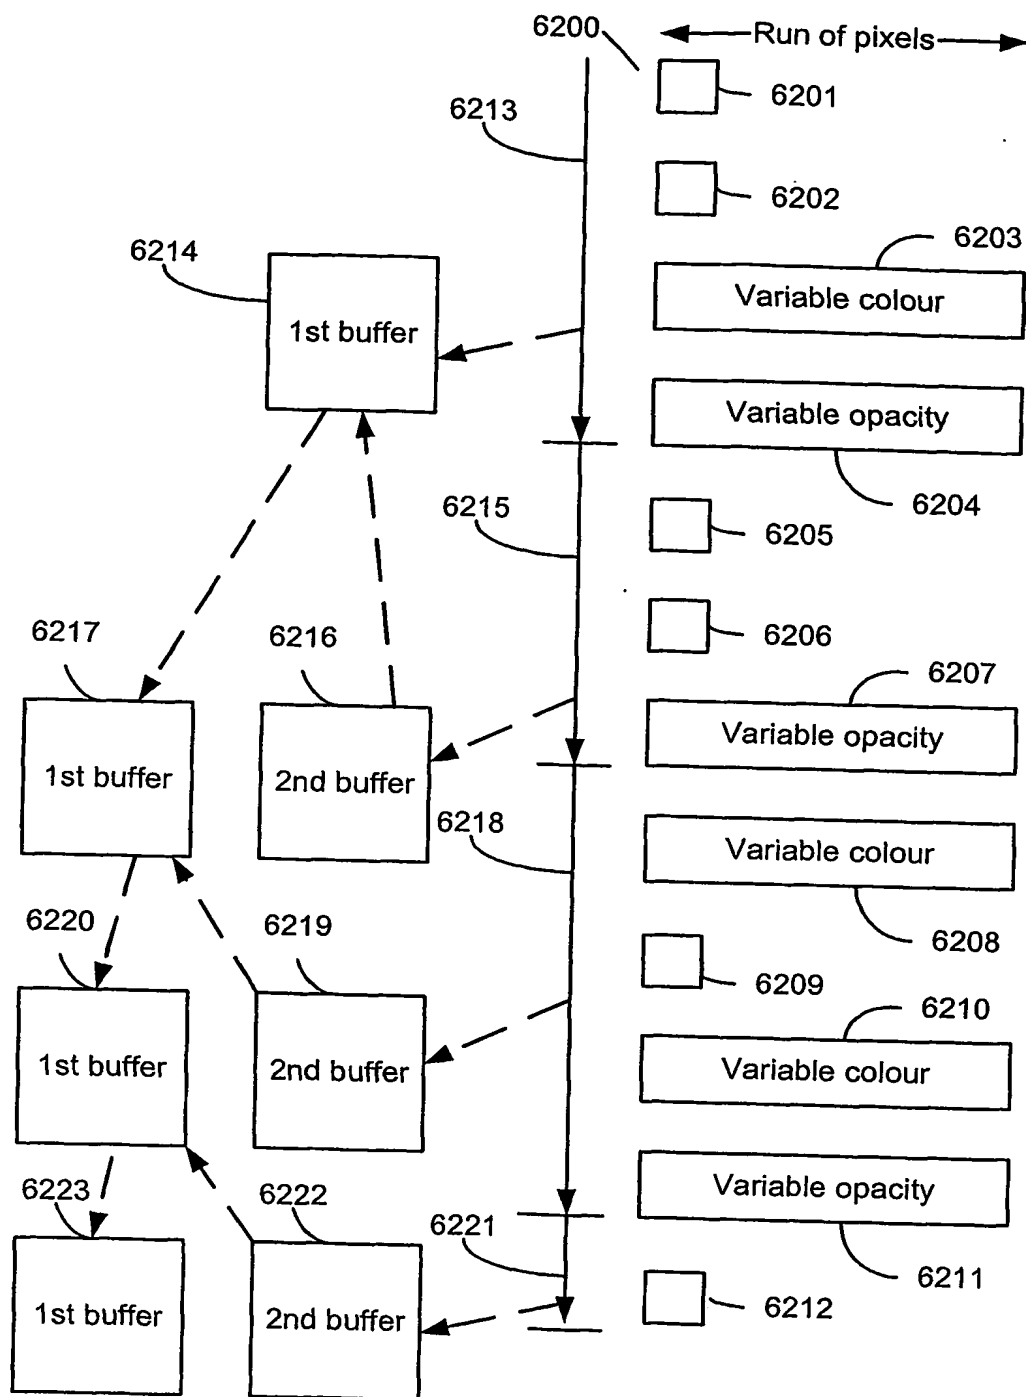 6200
Run of pixels
6201
6213
6202
6203
6214
Variable colour
1st buffer
Variable opacity
6204
6215
6205
6206
6217
6216
6207
Variable opacity
1st buffer
2nd buffer
6218
Variable colour
6208
6220
6219
6209
6210
1st buffer
2nd buffer
Variable colour
Variable opacity
6223
6222
6221
6211
1st buffer
2nd buffer
6212